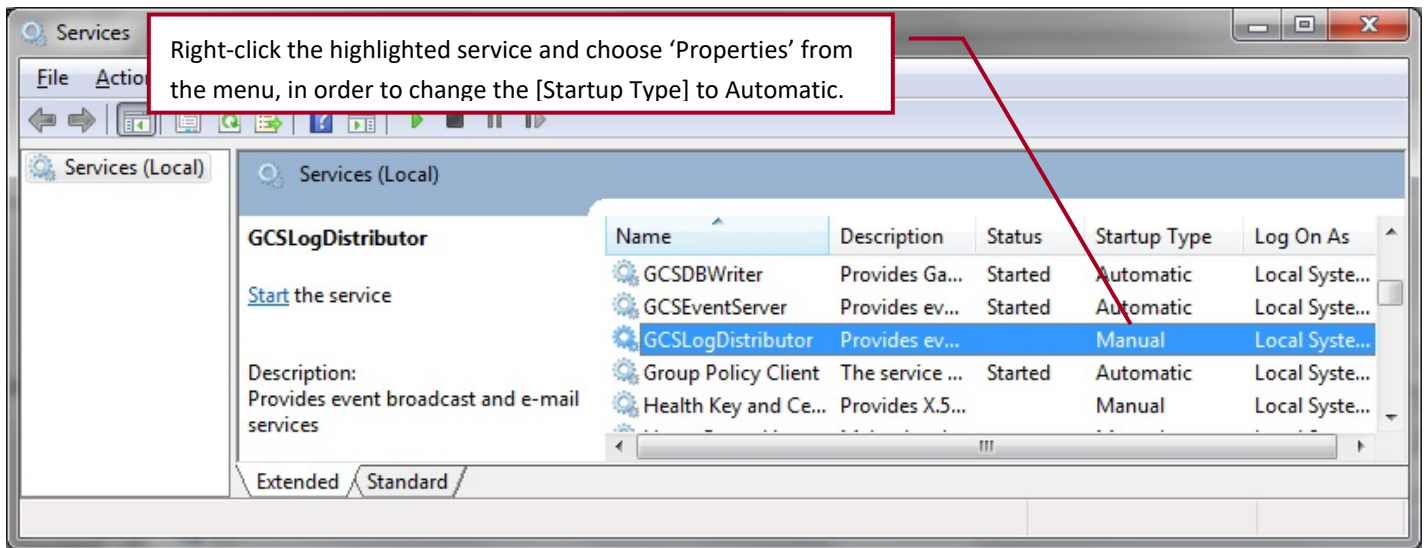 Services
Right-click the highlighted service and choose ‘Properties’ from
the menu, in order to change the [Startup Type] to Automatic.
File Actio
Services (Local)
Services (Local)
GCSLogDistributor
Start the service
Description:
Provides event broadcast and e-mail
services
Name Description Status Startup Type Log On As
GCSDBWriter Provides Ga... Started Automatic Local Syste...
GCSEventServer Provides ev... Started Automatic Local Syste...
GCSLogDistributor Provides ev... Manual Local Syste...
Group Policy Client The service ... Started Automatic Local Syste...
Health Key and Ce... Provides X.5... Manual Local Syste...
Extended Standard